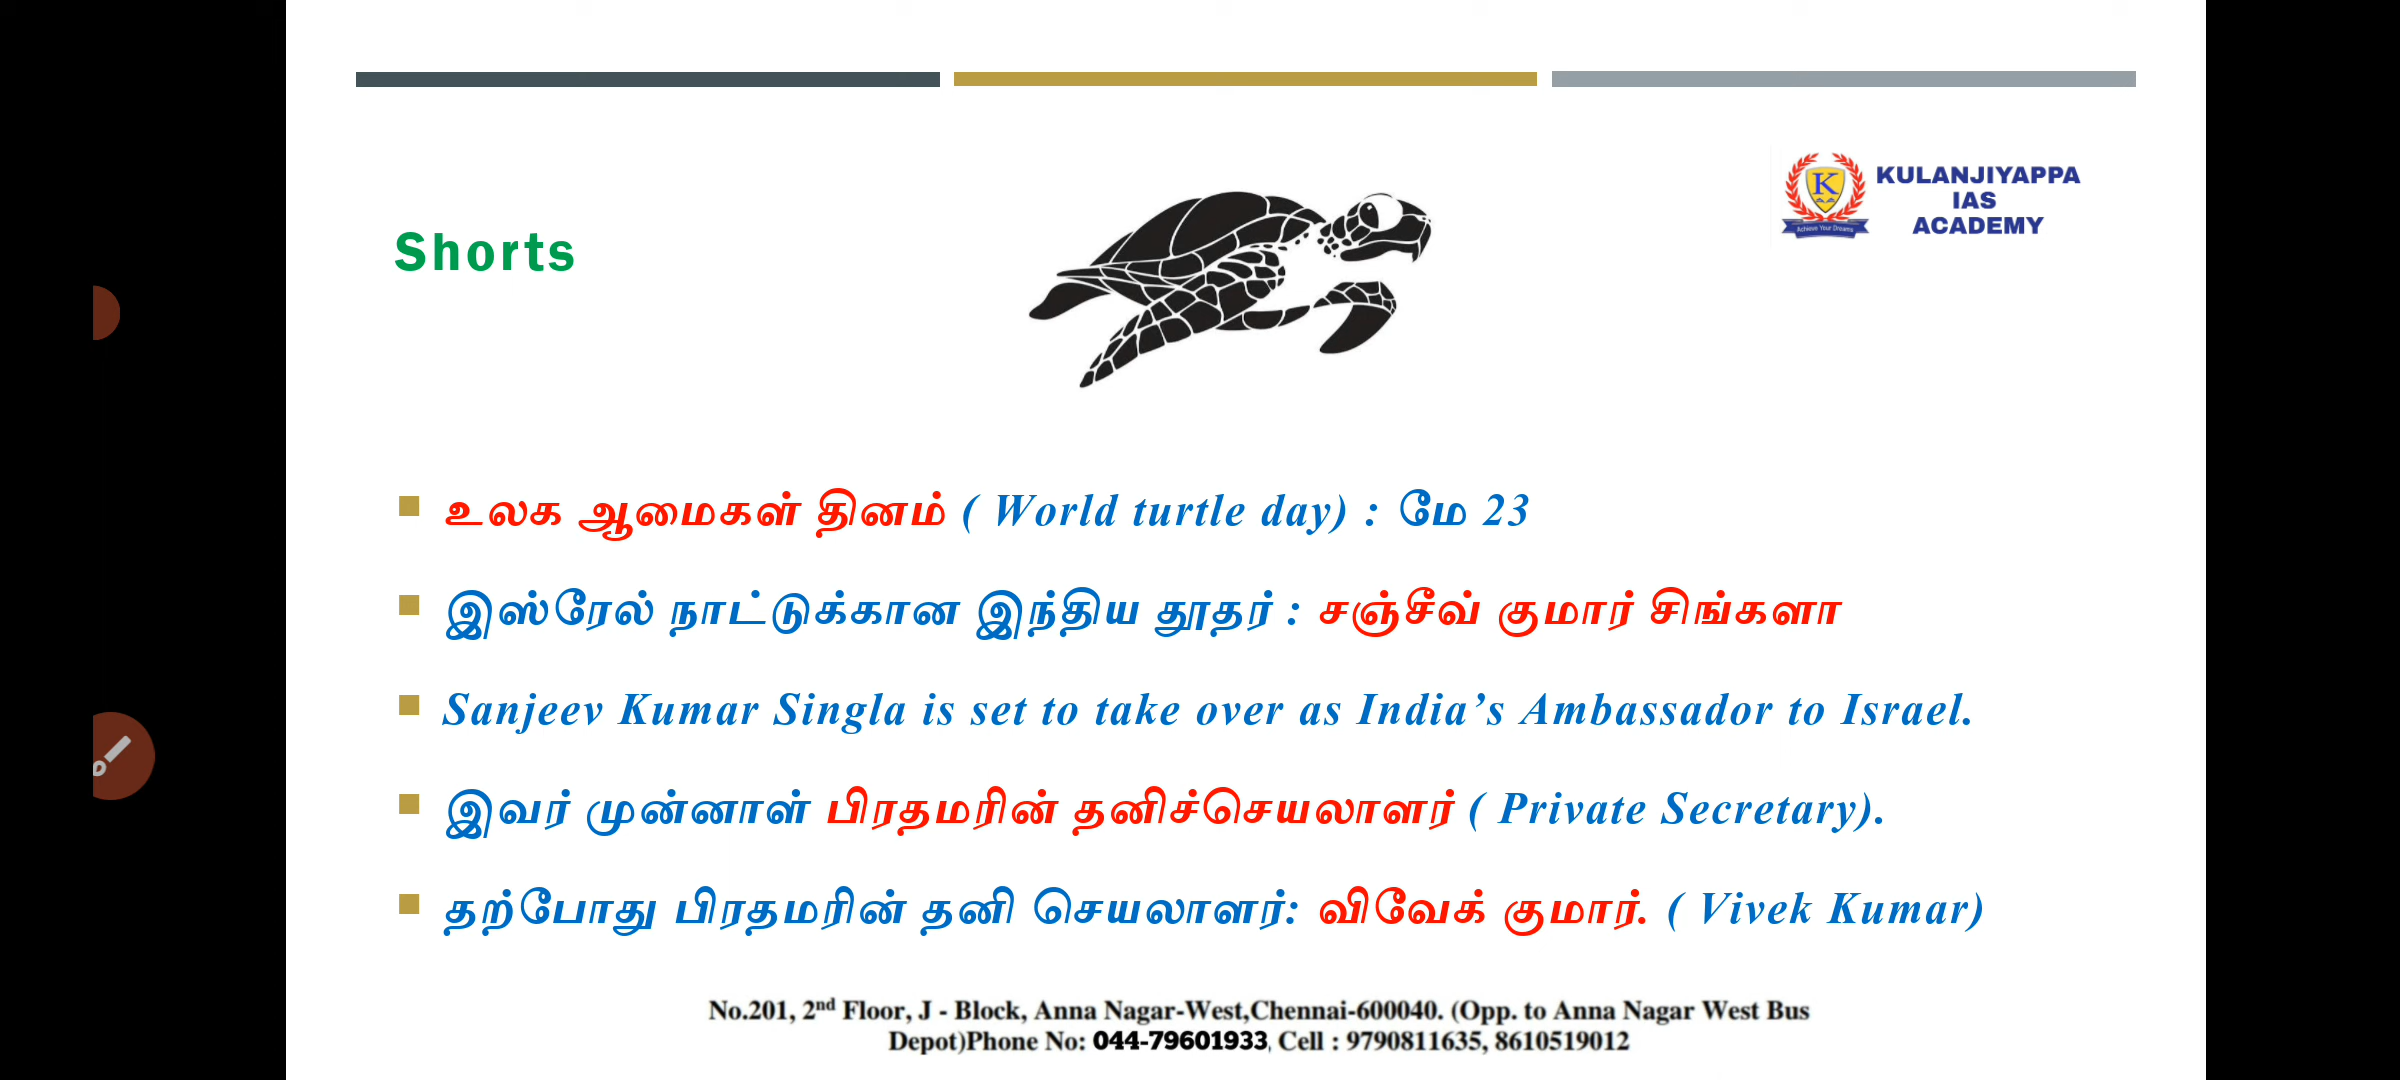 KULANJIYAPPA
IAS
ACADEMY
Achieve Your Dreams
Shorts
உலக ஆமைகள் தினம் ( World turtle day) : மே 23
இஸ்ரேல் நாட்டுக்கான இந்திய தூதர் : சஞ்சீவ் குமார் சிங்களா
Sanjeev Kumar Singla is set to take over as India’s Ambassador to Israel.
இவர் முன்னாள் பிரதமரின் தனிச்செயலாளர் ( Private Secretary).
தற்போது பிரதமரின் தனி செயலாளர்: விவேக் குமார். ( Vivek Kumar)
No.201, 2nd Floor, J - Block, Anna Nagar-West,Chennai-600040. (Opp. to Anna Nagar West Bus
Depot)Phone No: 044-79601933, Cell : 9790811635, 8610519012